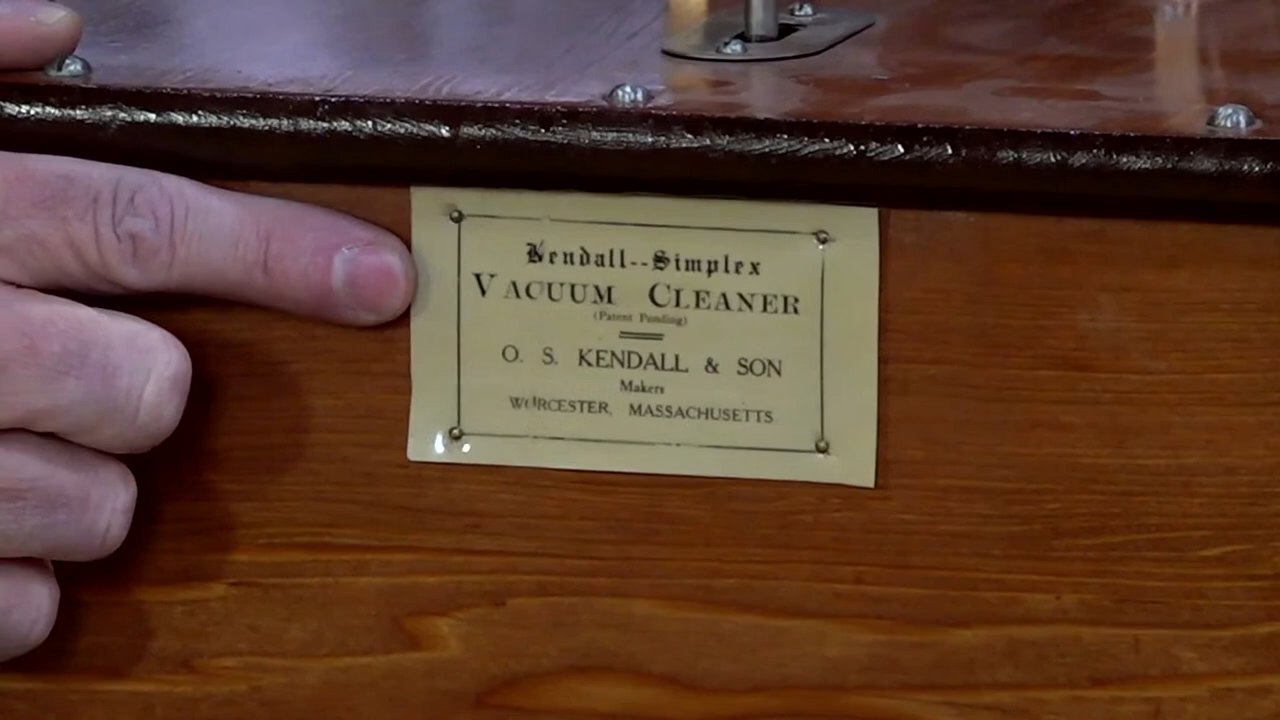 Kendall--Simplex
VACUUM CLEANER
(Patent Pending)
O. S. KENDALL & SON
Makers
WORCESTER, MASSACHUSETTS